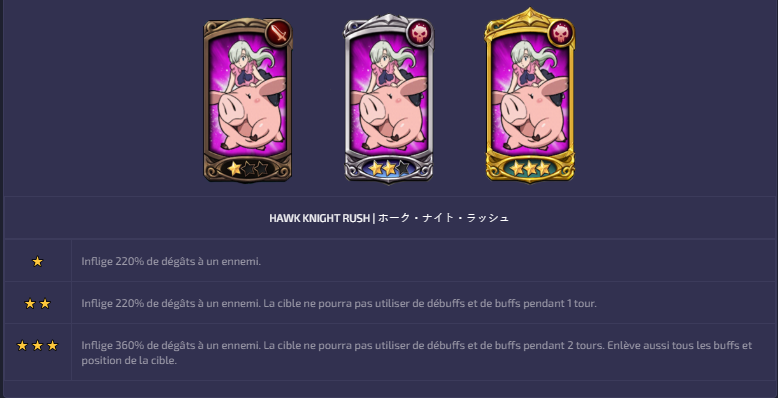 HAWK KNIGHT RUSH | ホーク・ナイト・ラッシュ
Inflige 220% de dégâts à un ennemi.
Inflige 220% de dégâts à un ennemi. La cible ne pourra pas utiliser de débuffs et de buffs pendant 1 tour.
Inflige 360% de dégâts à un ennemi. La cible ne pourra pas utiliser de débuffs et de buffs pendant 2 tours. Enlève aussi tous les buffs et
position de la cible.